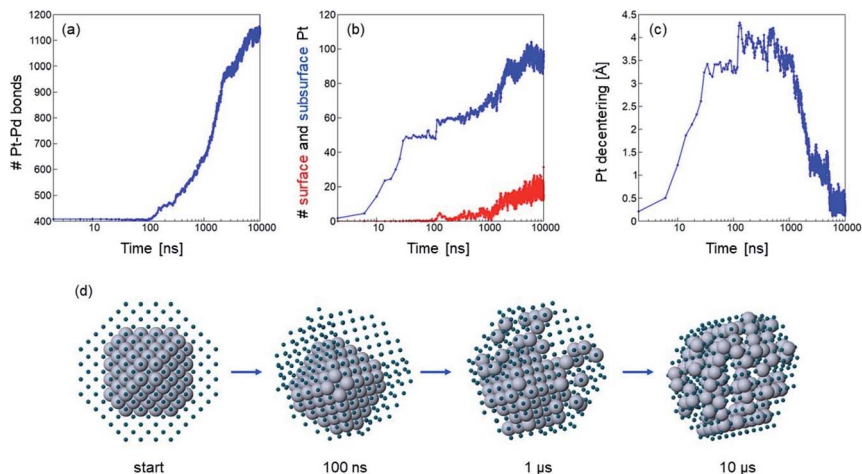 (a)
# Pt-Pd bonds
1200
1100
1000
900
800
700
600
500
400
10 100 1000 10000
Time [ns]
(b)
# surface and subsurface Pt
120
100
80
60
40
20
0
10 100 1000 10000
Time [ns]
(c)
Pt decentering [Å]
4.5
4
3.5
3
2.5
2
1.5
1
0.5
0
10 100 1000 10000
Time [ns]
(d)
start 100 ns 1 µs 10 µs